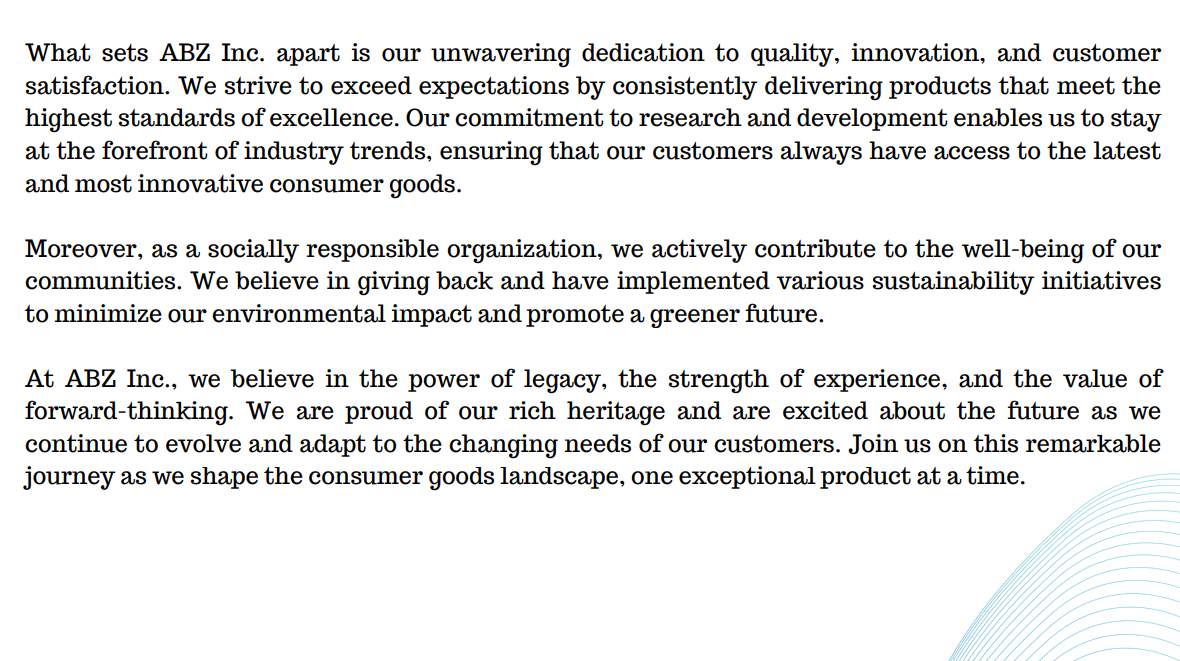 What sets ABZ Inc. apart is our unwavering dedication to quality, innovation, and customer
satisfaction. We strive to exceed expectations by consistently delivering products that meet the
highest standards of excellence. Our commitment to research and development enables us to stay
at the forefront of industry trends, ensuring that our customers always have access to the latest
and most innovative consumer goods.
Moreover, as a socially responsible organization, we actively contribute to the well-being of our
communities. We believe in giving back and have implemented various sustainability initiatives
to minimize our environmental impact and promote a greener future.
At ABZ Inc., we believe in the power of legacy, the strength of experience, and the value of
forward-thinking. We are proud of our rich heritage and are excited about the future as we
continue to evolve and adapt to the changing needs of our customers. Join us on this remarkable
journey as we shape the consumer goods landscape, one exceptional product at a time.